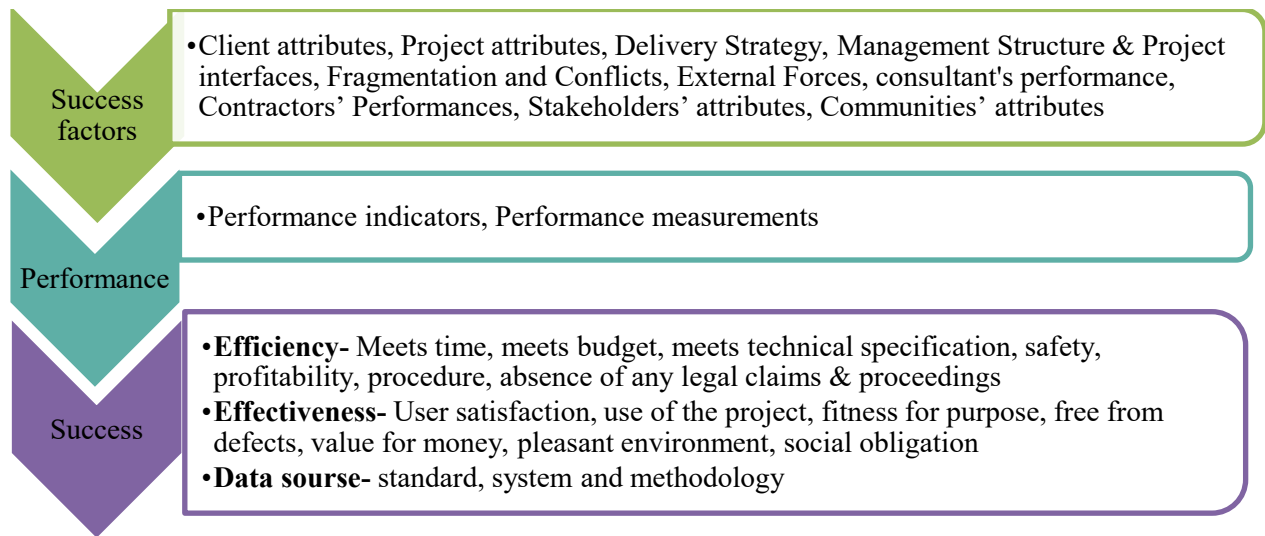 Success
factors
•Client attributes, Project attributes, Delivery Strategy, Management Structure & Project
interfaces, Fragmentation and Conflicts, External Forces, consultant's performance,
Contractors’ Performances, Stakeholders’ attributes, Communities’ attributes
Performance
•Performance indicators, Performance measurements
Success
•Efficiency- Meets time, meets budget, meets technical specification, safety,
profitability, procedure, absence of any legal claims & proceedings
•Effectiveness- User satisfaction, use of the project, fitness for purpose, free from
defects, value for money, pleasant environment, social obligation
•Data sourse- standard, system and methodology